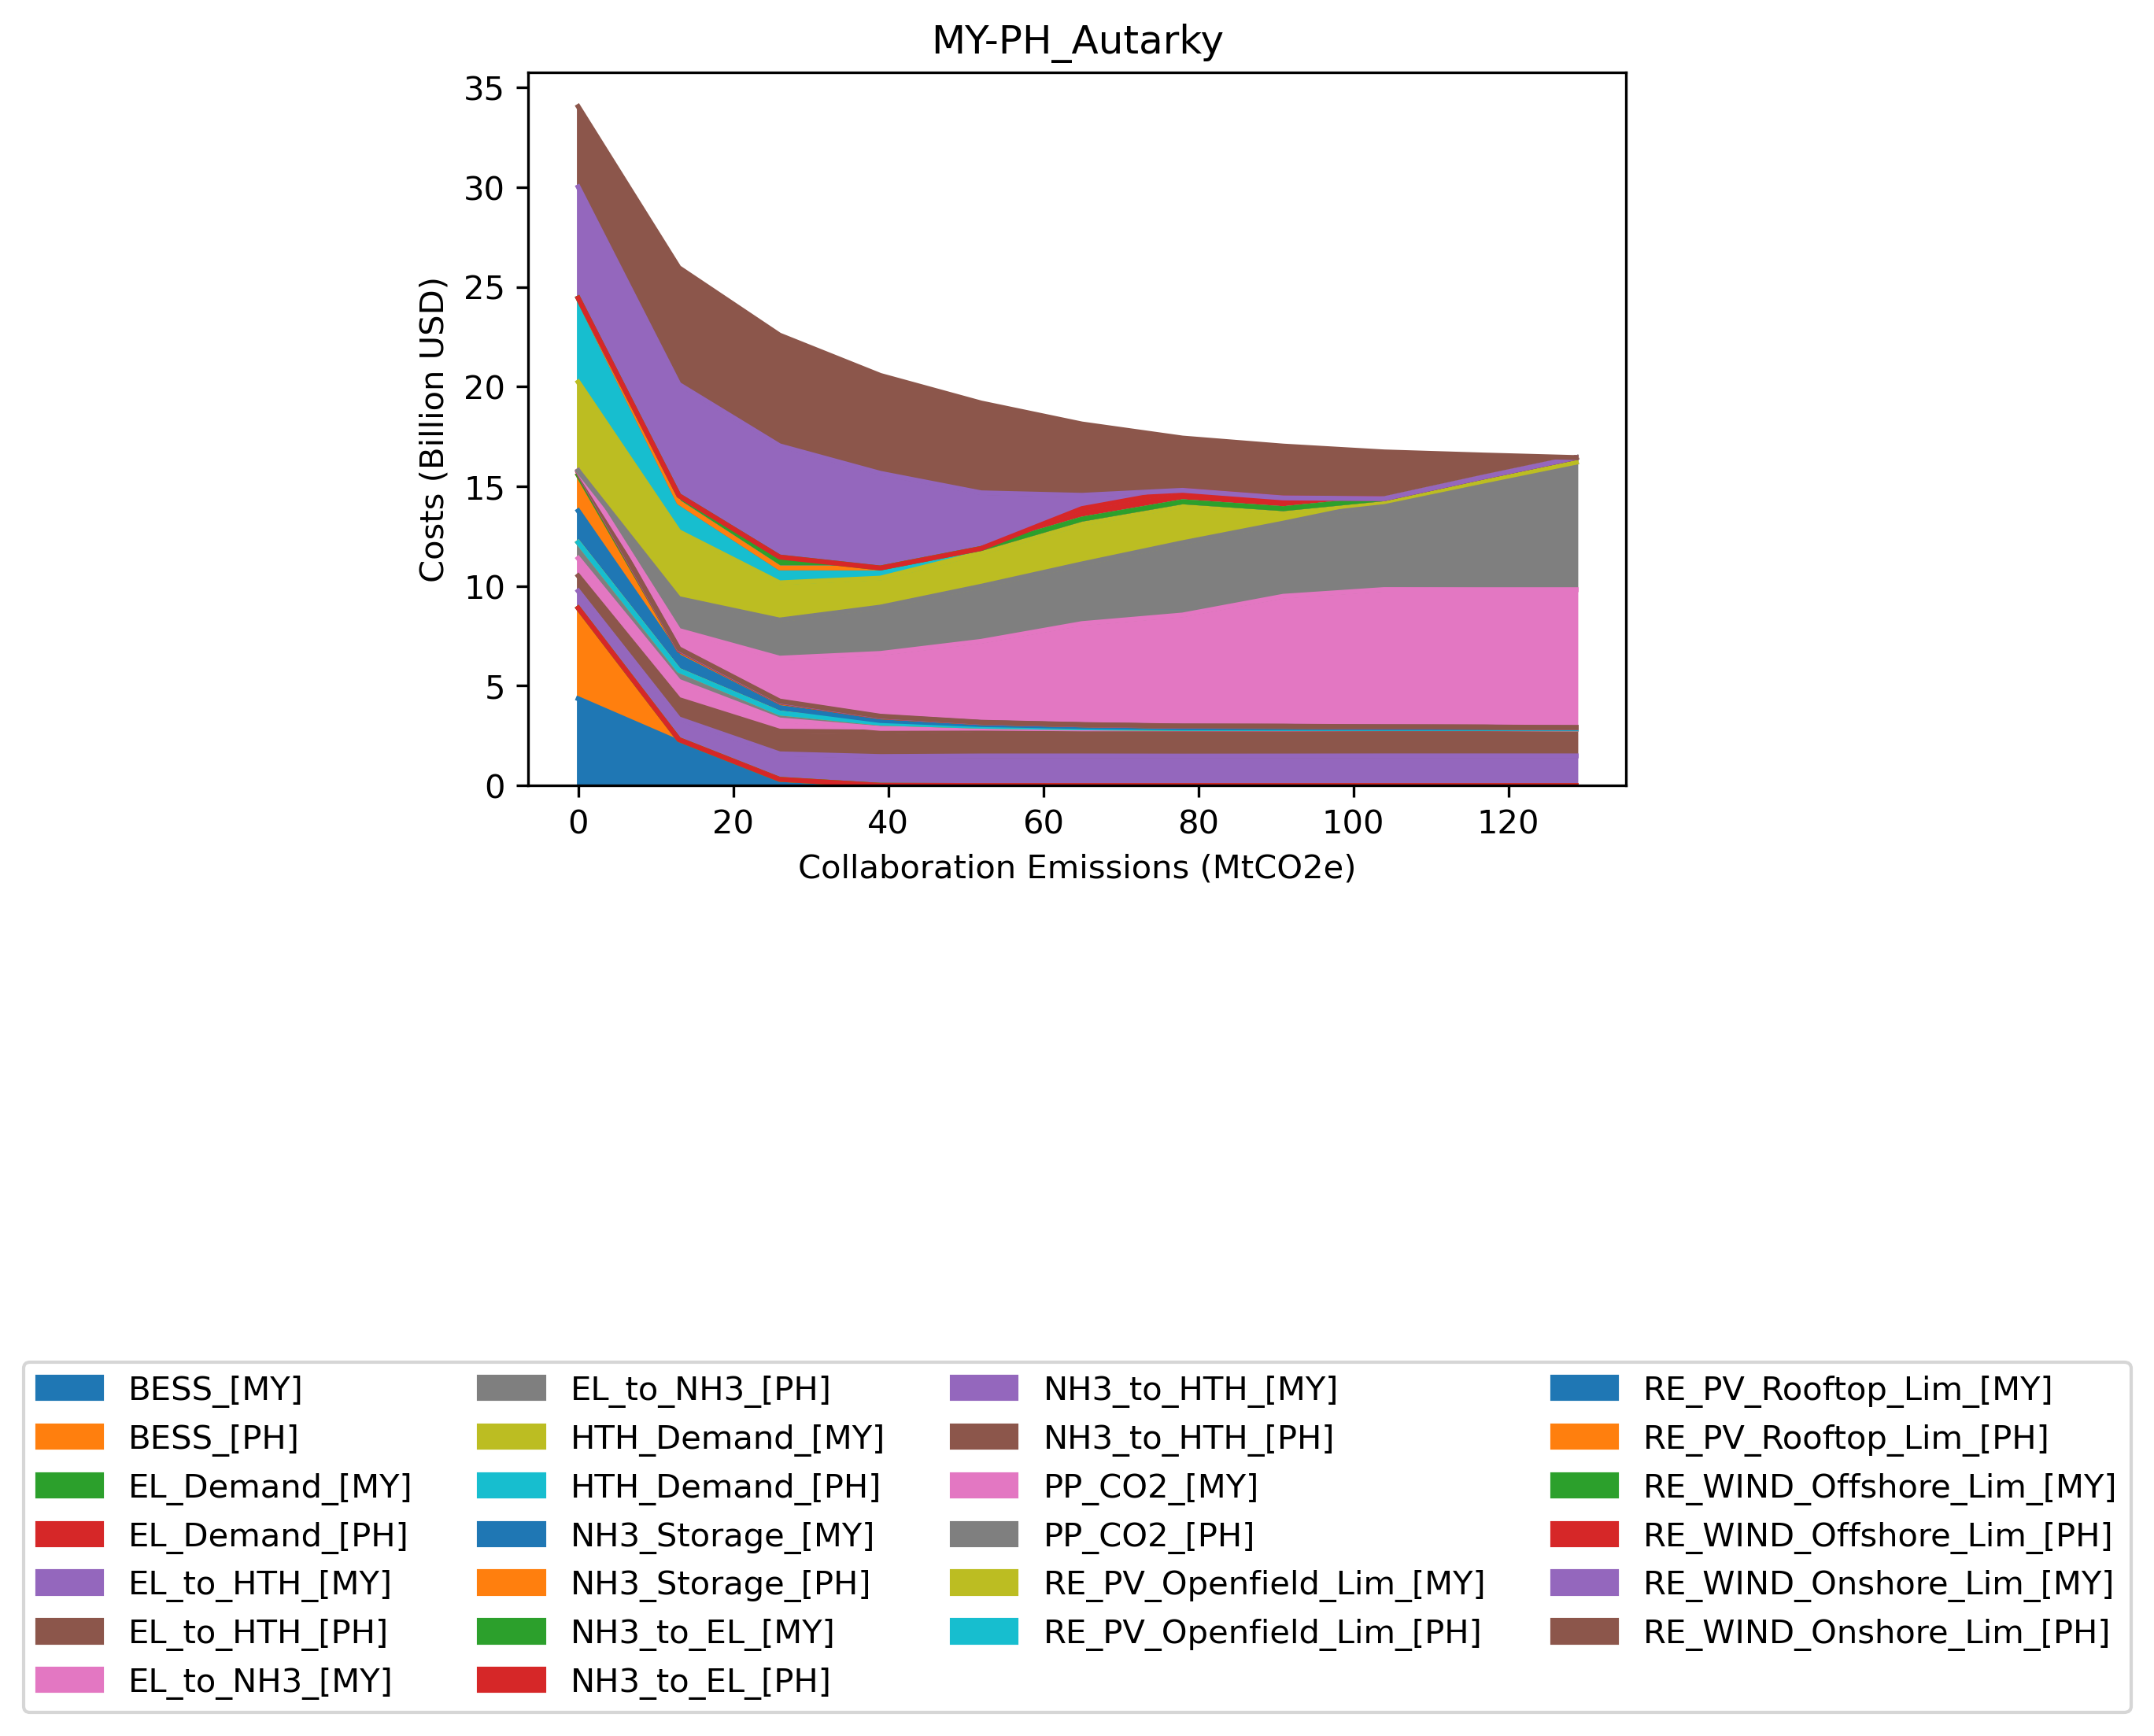 MY-PH_Autarky
Costs (Billion USD)
35
30
25
20
15
10
5
0
0 20 40 60 80 100 120
Collaboration Emissions (MtCO2e)
BESS_[MY]
BESS_[PH]
EL_Demand_[MY]
EL_Demand_[PH]
EL_to_HTH_[MY]
EL_to_HTH_[PH]
EL_to_NH3_[MY]
EL_to_NH3_[PH]
HTH_Demand_[MY]
HTH_Demand_[PH]
NH3_Storage_[MY]
NH3_Storage_[PH]
NH3_to_EL_[MY]
NH3_to_EL_[PH]
NH3_to_HTH_[MY]
NH3_to_HTH_[PH]
PP_CO2_[MY]
PP_CO2_[PH]
RE_PV_Openfield_Lim_[MY]
RE_PV_Openfield_Lim_[PH]
RE_PV_Rooftop_Lim_[MY]
RE_PV_Rooftop_Lim_[PH]
RE_WIND_Offshore_Lim_[MY]
RE_WIND_Offshore_Lim_[PH]
RE_WIND_Onshore_Lim_[MY]
RE_WIND_Onshore_Lim_[PH]